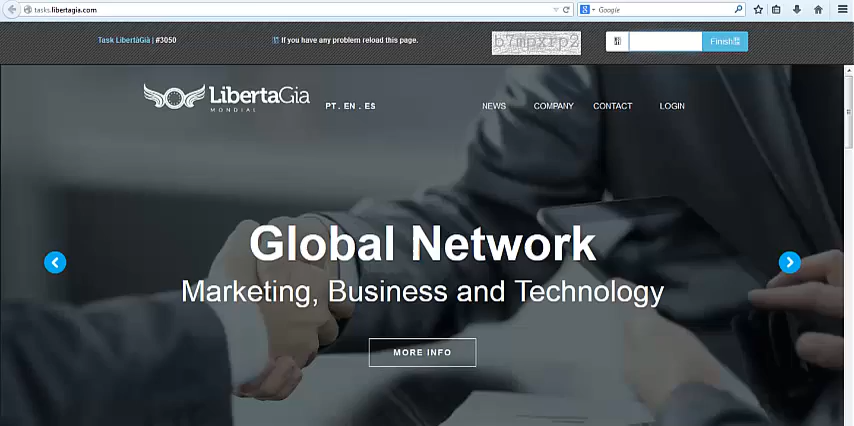 tasks.libertagia.com
Google
Task LibertàGià | #3050
If you have any problem reload this page.
b7mpxrp2
Finish
LibertaGia
MONDIAL
PT . EN . ES
NEWS
COMPANY
CONTACT
LOGIN
Global Network
Marketing, Business and Technology
MORE INFO